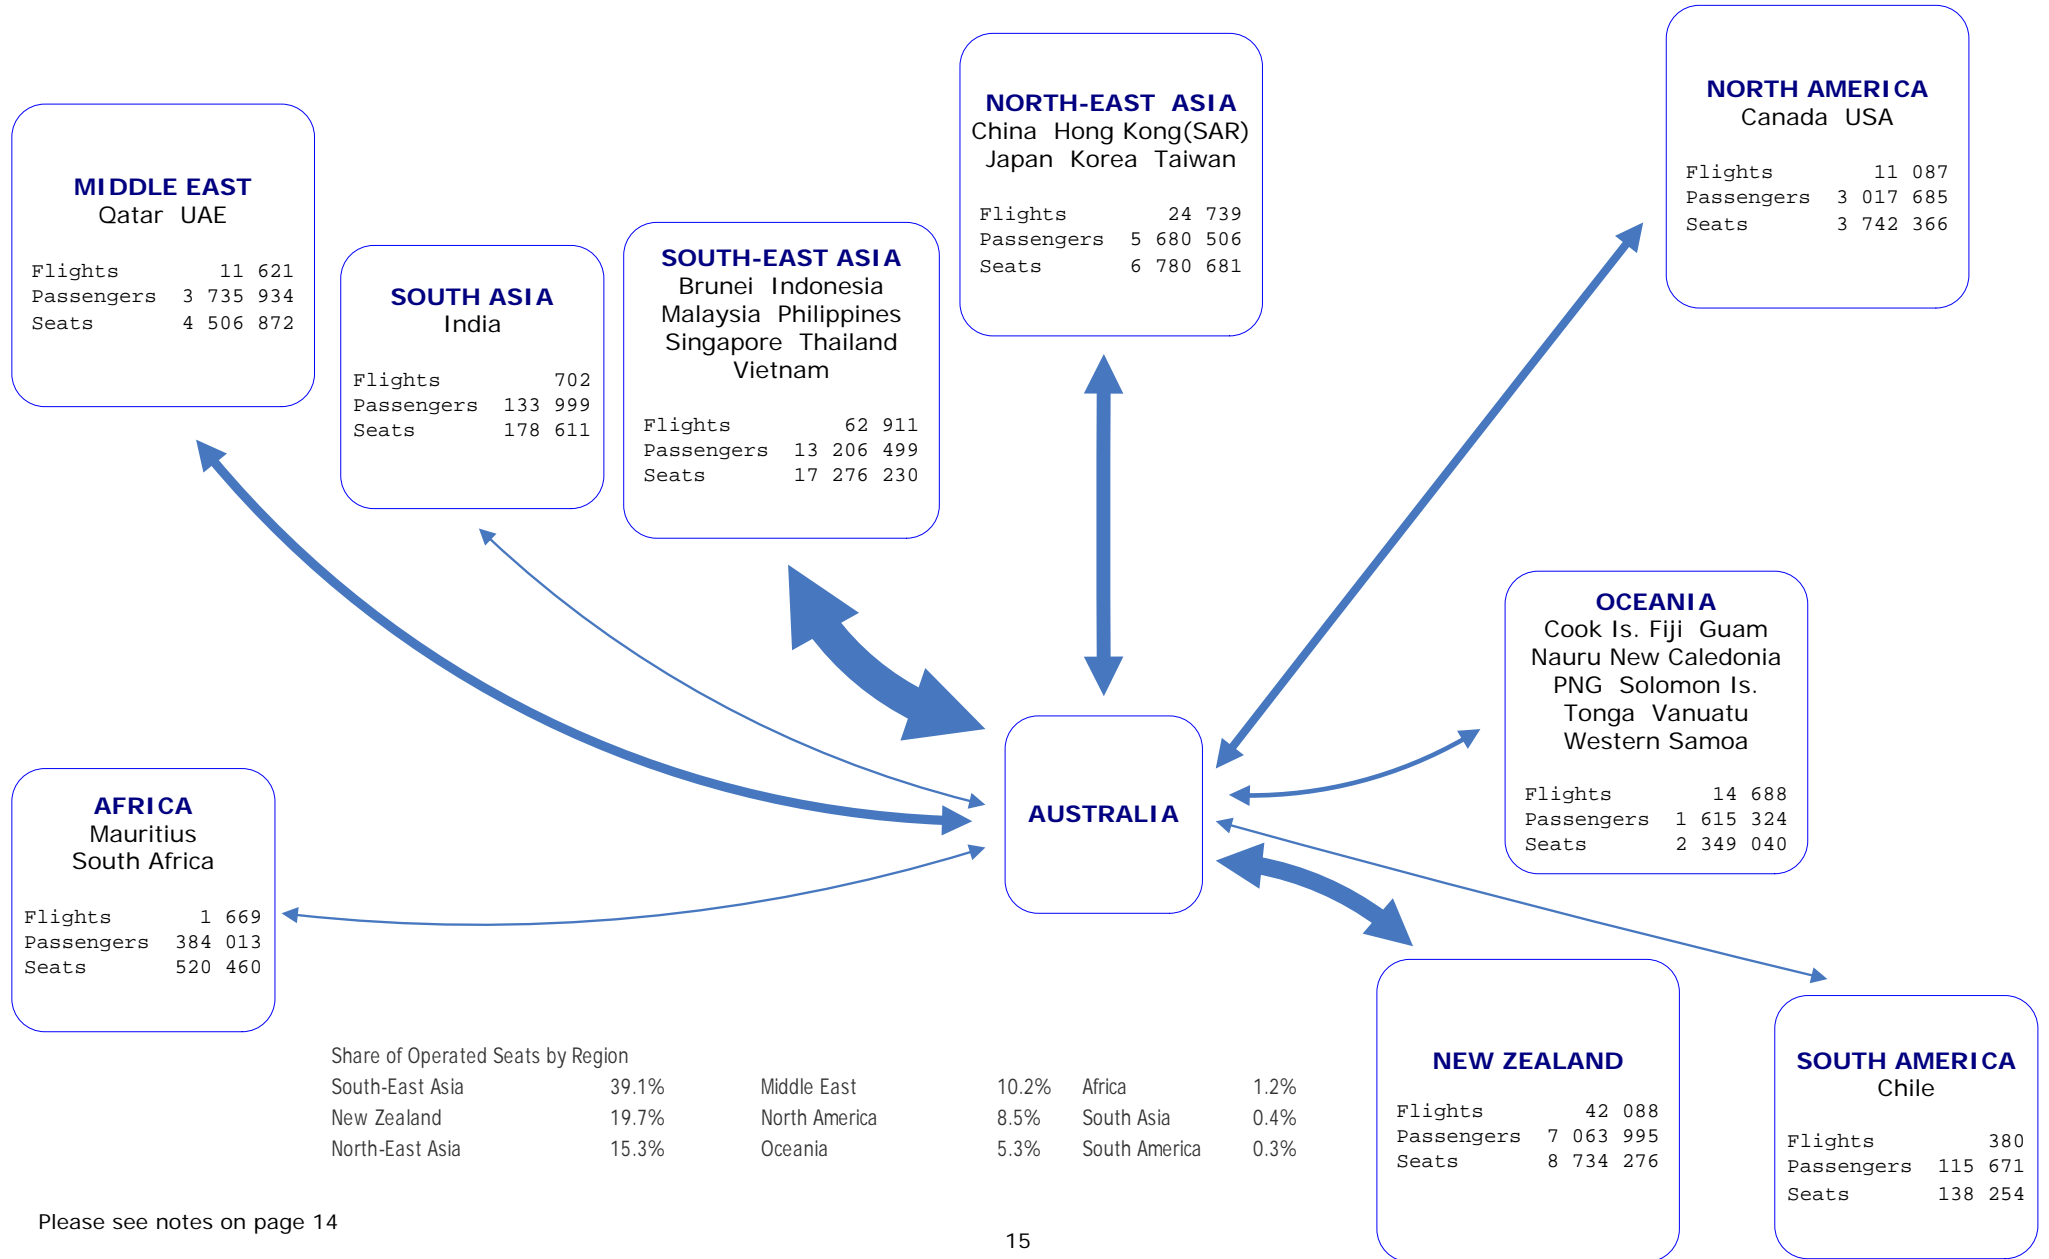 NORTH AMERICA
Canada  USA
Flights 11 087
Passengers 3 017 685
Seats 3 742 366
NORTH-EAST  ASIA
China  Hong Kong(SAR)
Japan  Korea  Taiwan
Flights 24 739
Passengers 5 680 506
Seats 6 780 681
MIDDLE EAST
Qatar  UAE
Flights 11 621
Passengers 3 735 934
Seats 4 506 872
SOUTH ASIA
India
Flights 702
Passengers 133 999
Seats 178 611
SOUTH-EAST ASIA
Brunei  Indonesia
Malaysia  Philippines
Singapore  Thailand
Vietnam
Flights 62 911
Passengers 13 206 499
Seats 17 276 230
OCEANIA
Cook Is. Fiji  Guam
Nauru New Caledonia
PNG  Solomon Is.
Tonga  Vanuatu
Western Samoa
Flights 14 688
Passengers 1 615 324
Seats 2 349 040
AUSTRALIA
AFRICA
Mauritius
South Africa
Flights 1 669
Passengers 384 013
Seats 520 460
NEW ZEALAND
Flights 42 088
Passengers 7 063 995
Seats 8 734 276
SOUTH AMERICA
Chile
Flights 380
Passengers 115 671
Seats 138 254
Share of Operated Seats by Region
South-East Asia 39.1% Middle East 10.2% Africa 1.2%
New Zealand 19.7% North America 8.5% South Asia 0.4%
North-East Asia 15.3% Oceania 5.3% South America 0.3%
Please see notes on page 14
15